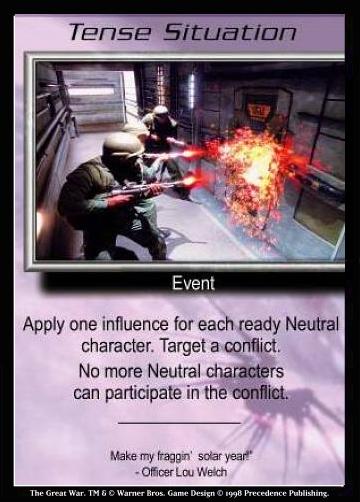 Tense Situation
Event
Apply one influence for each ready Neutral
character. Target a conflict.
No more Neutral characters
can participate in the conflict.
Make my fraggin' solar year!"
- Officer Lou Welch
The Great War. TM & © Warner Bros. Game Design © 1998 Precedence Publishing.